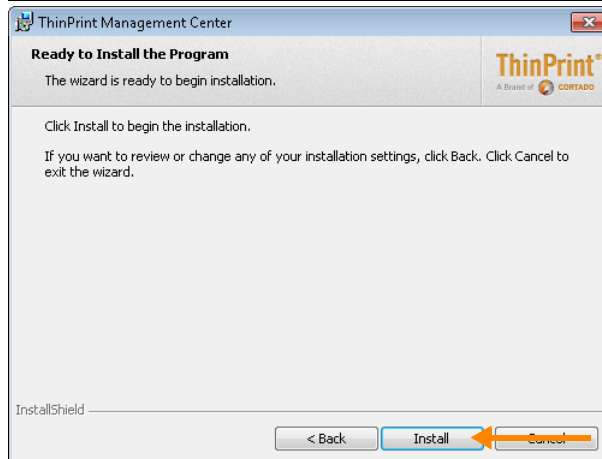 ThinPrint Management Center
Ready to Install the Program
The wizard is ready to begin installation.
ThinPrint®
A Brand of CORTADO
Click Install to begin the installation.
If you want to review or change any of your installation settings, click Back. Click Cancel to
exit the wizard.
InstallShield
< Back Install Cancel